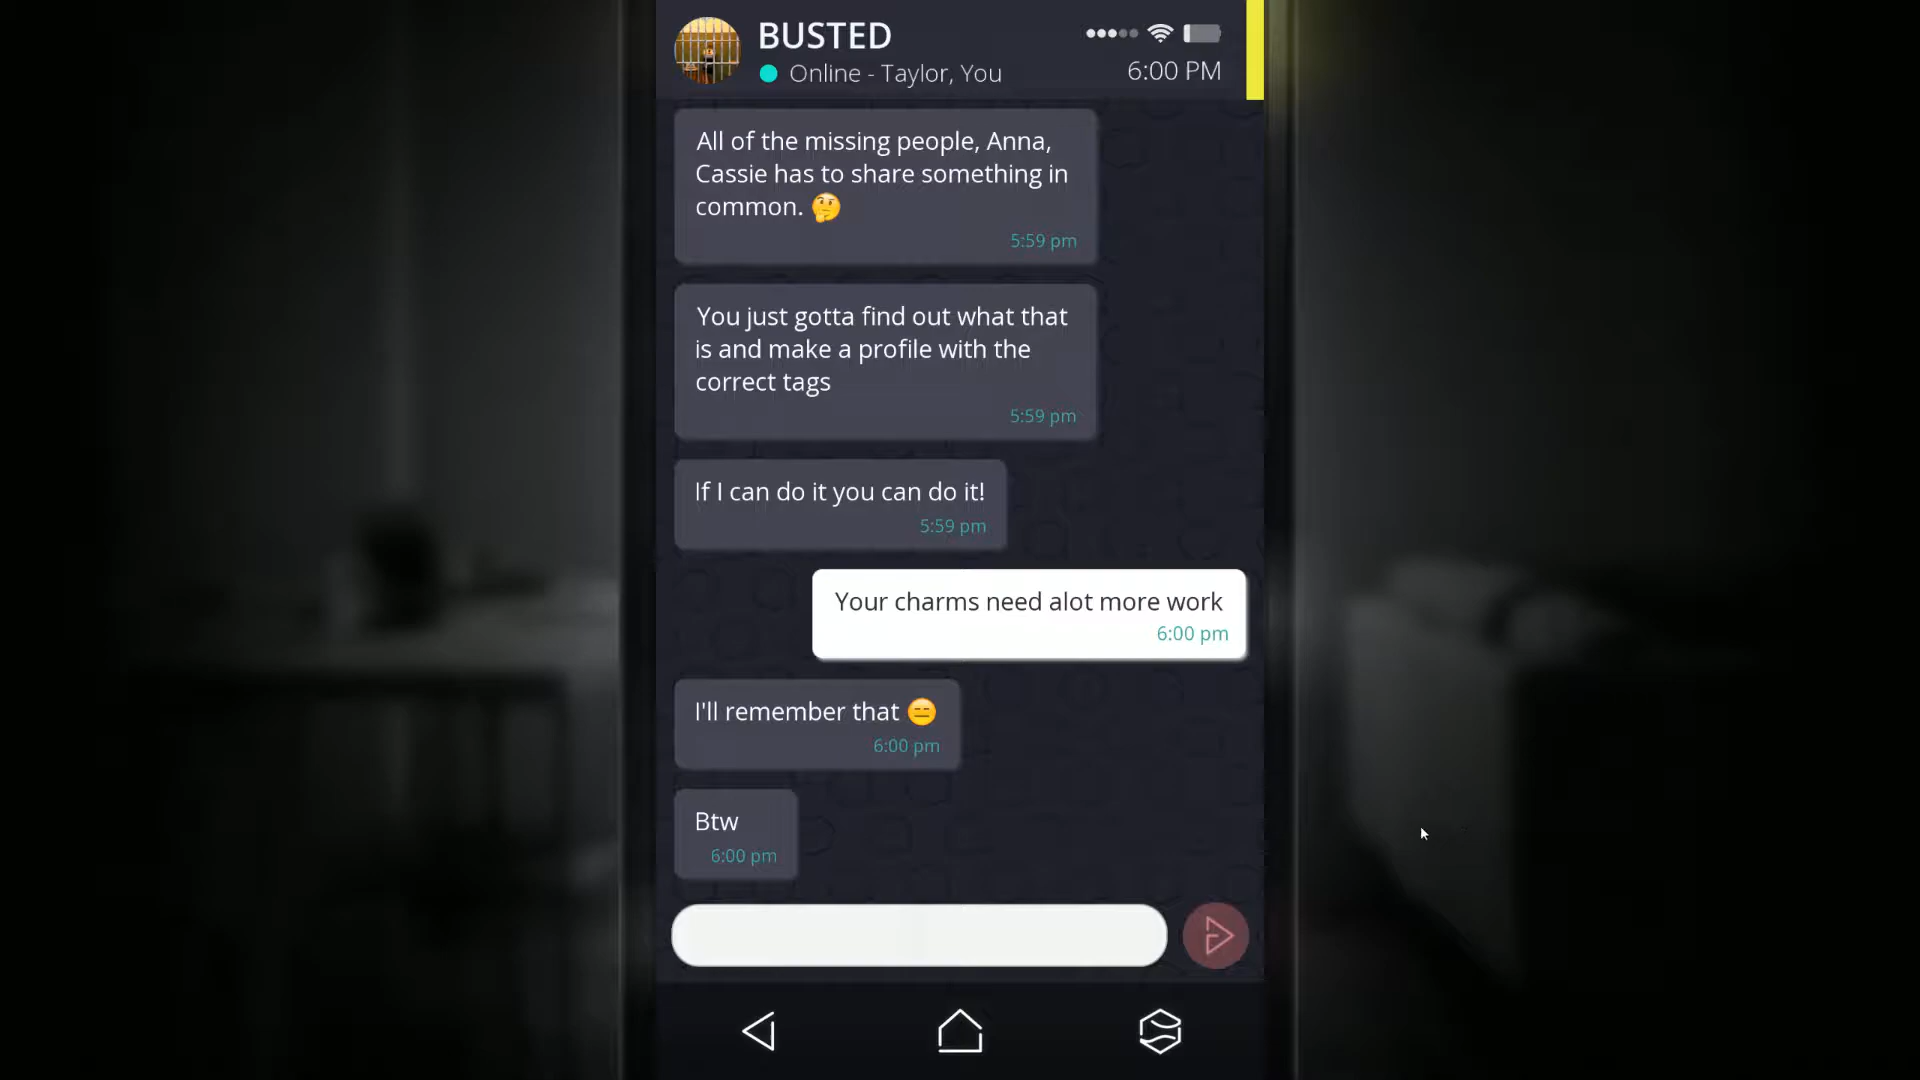 BUSTED
Online - Taylor, You
6:00 PM
All of the missing people, Anna,
Cassie has to share something in
common. 🤔
5:59 pm
You just gotta find out what that
is and make a profile with the
correct tags
5:59 pm
If I can do it you can do it!
5:59 pm
Your charms need alot more work
6:00 pm
I'll remember that 😑
6:00 pm
Btw
6:00 pm